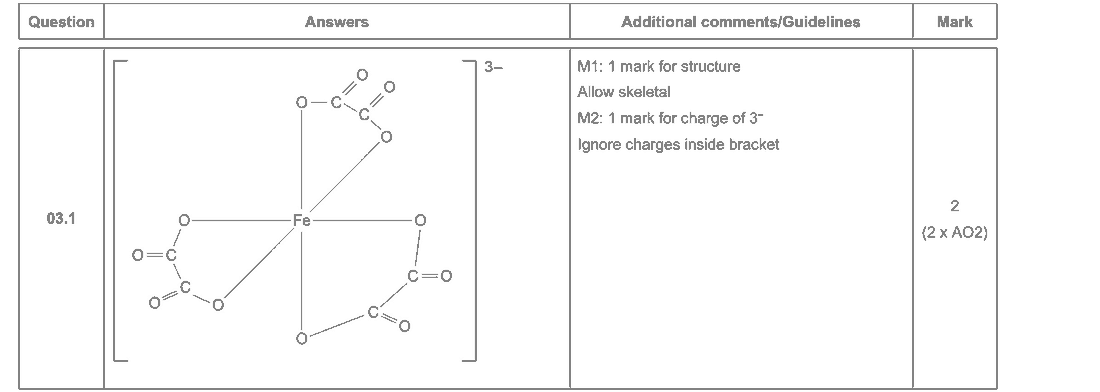 Question Answers Additional comments/Guidelines Mark
3–
M1: 1 mark for structure
Allow skeletal
M2: 1 mark for charge of 3⁻
Ignore charges inside bracket
03.1
2
(2 x AO2)
O
O
O C
C
O
O Fe O
O C
C O
C
O O
C
O
O